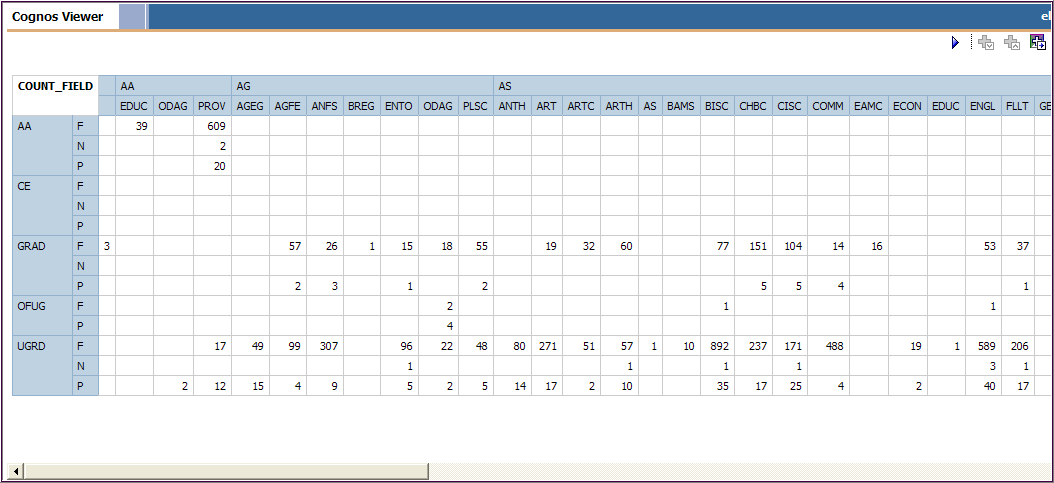 Cognos Viewer el
COUNT_FIELD AA AG AS
EDUC ODAG PROV AGEG AGFE ANFS BREG ENTO ODAG PLSC ANTH ART ARTC ARTH AS BAMS BISC CHBC CISC COMM EAMC ECON EDUC ENGL FLLT GE
AA F 39 609
N 2
P 20
CE F
N
P
GRAD F 3 57 26 1 15 18 55 19 32 60 77 151 104 14 16 53 37
N
P 2 3 1 2 5 5 4 1
OFUG F 2 1 1
P 4
UGRD F 17 49 99 307 96 22 48 80 271 51 57 1 10 892 237 171 488 19 1 589 206
N 1 1 1 1 3 1
P 2 12 15 4 9 5 2 5 14 17 2 10 35 17 25 4 2 40 17